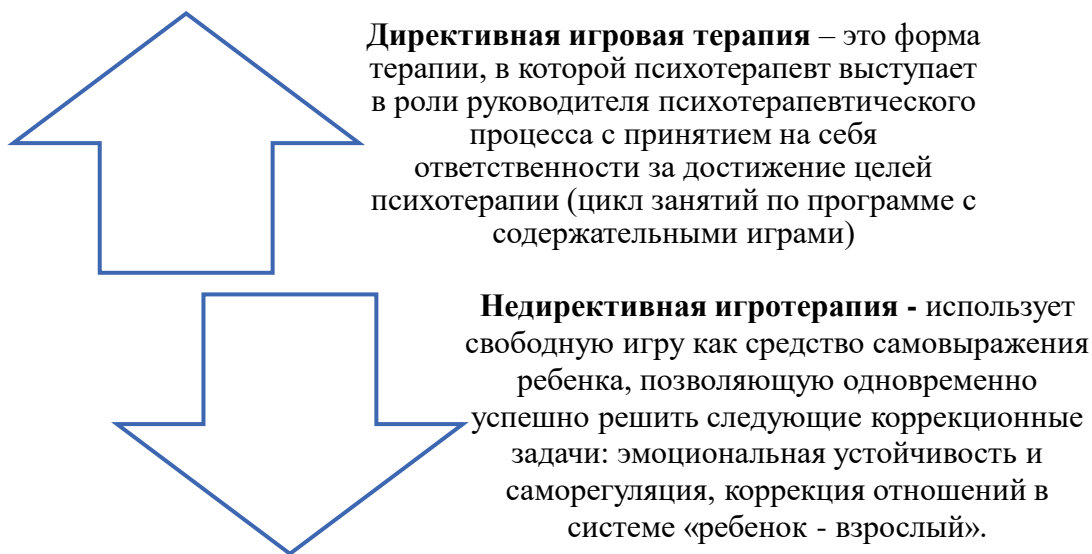 Директивная игровая терапия – это форма
терапии, в которой психотерапевт выступает
в роли руководителя психотерапевтического
процесса с принятием на себя
ответственности за достижение целей
психотерапии (цикл занятий по программе с
содержательными играми)
Недирективная игротерапия - использует
свободную игру как средство самовыражения
ребенка, позволяющую одновременно
успешно решить следующие коррекционные
задачи: эмоциональная устойчивость и
саморегуляция, коррекция отношений в
системе «ребенок - взрослый».